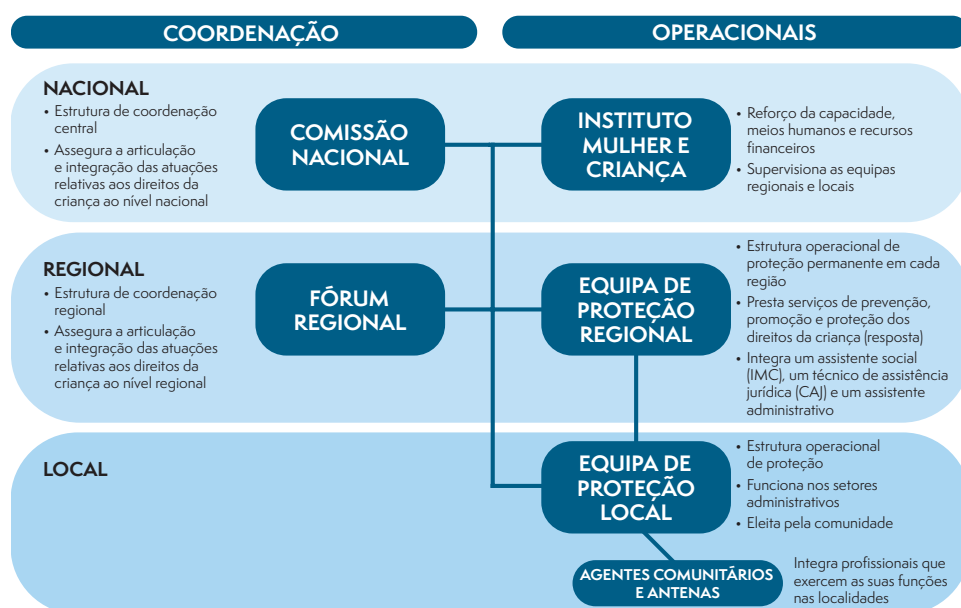 COORDENAÇÃO
OPERACIONAIS
NACIONAL
• Estrutura de coordenação
central
• Assegura a articulação
e integração das atuações
relativas aos direitos da
criança ao nível nacional
COMISSÃO
NACIONAL
INSTITUTO
MULHER E
CRIANÇA
• Reforço da capacidade,
meios humanos e recursos
financeiros
• Supervisiona as equipas
regionais e locais
REGIONAL
• Estrutura de coordenação
regional
• Assegura a articulação
e integração das atuações
relativas aos direitos da
criança ao nível regional
FÓRUM
REGIONAL
EQUIPA DE
PROTEÇÃO
REGIONAL
• Estrutura operacional de
proteção permanente em cada
região
• Presta serviços de prevenção,
promoção e proteção dos
direitos da criança (resposta)
• Integra um assistente social
(IMC), um técnico de assistência
jurídica (CAJ) e um assistente
administrativo
LOCAL
EQUIPA DE
PROTEÇÃO
LOCAL
• Estrutura operacional
de proteção
• Funciona nos setores
administrativos
• Eleita pela comunidade
AGENTES COMUNITÁRIOS
E ANTENAS
Integra profissionais que
exercem as suas funções
nas localidades